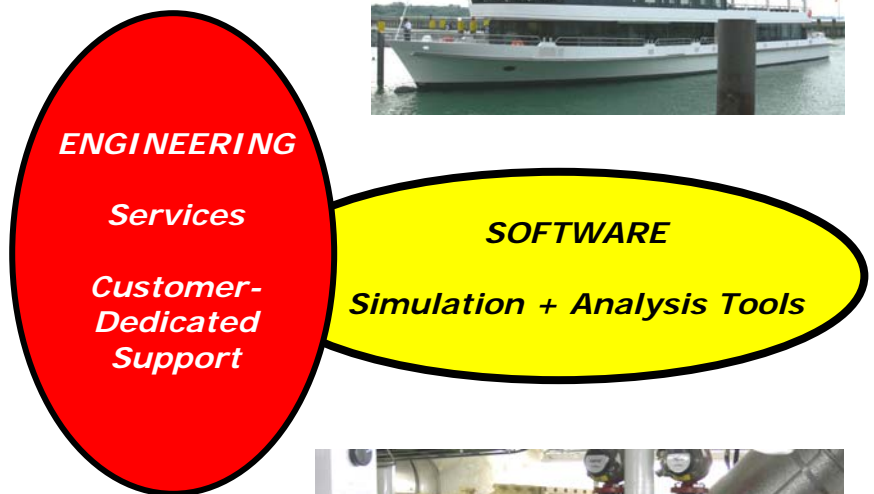 ENGINEERING
Services
Customer-
Dedicated
Support
SOFTWARE
Simulation + Analysis Tools